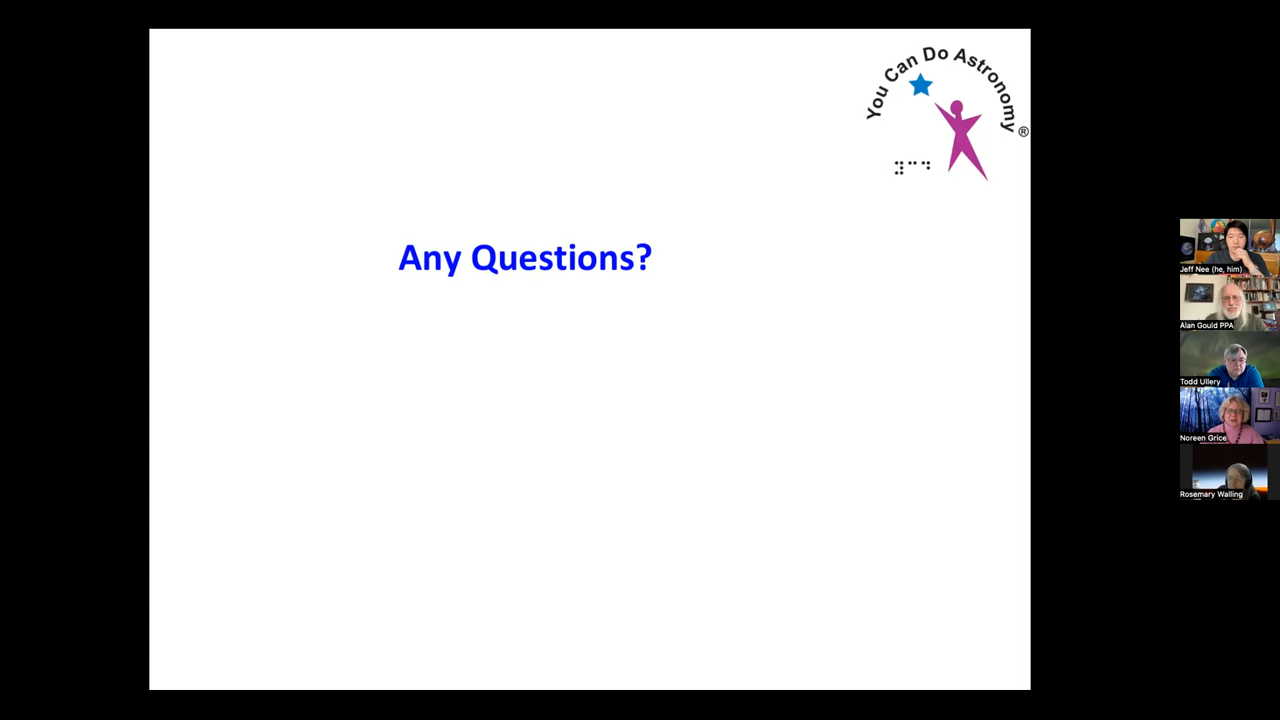 You Can Do Astronomy ®
⠽⠉⠙
Any Questions?
Jeff Nee (he, him)
Alan Gould PPA
Todd Ullery
Noreen Grice
Rosemary Walling